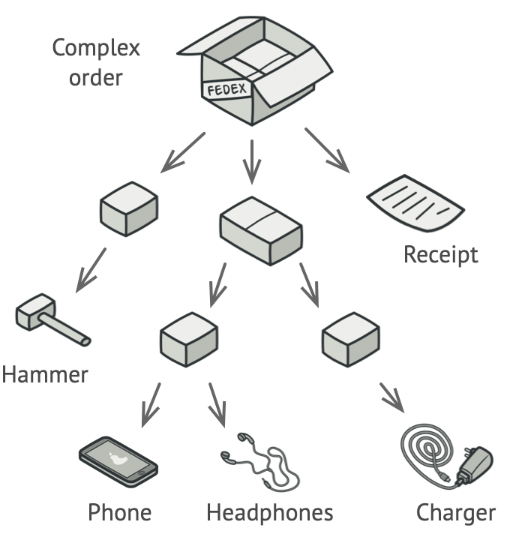 Complex
order
FEDEX
Receipt
Hammer
Phone
Headphones
Charger